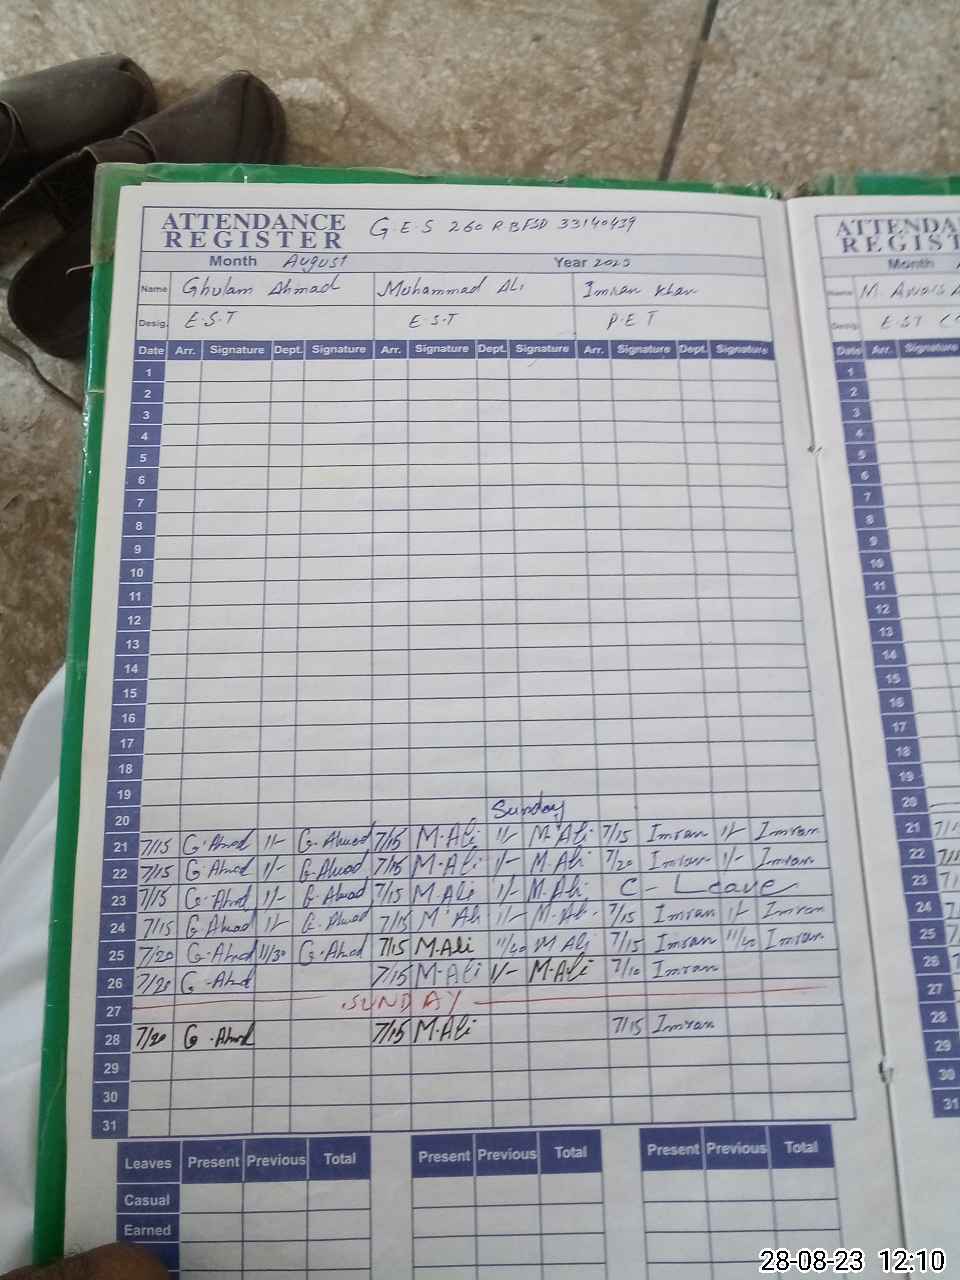 ATTENDANCE REGISTER G.E.S 260 RB FSD 33140439
Month August Year 2023
Name Ghulam Ahmad Muhammad Ali Imran Khan
Desig. E.S.T E.S.T P.E.T
Date Arr. Signature Dept. Signature Arr. Signature Dept. Signature Arr. Signature Dept. Signature
1
2
3
4
5
6
7
8
9
10
11
12
13
14
15
16
17
18
19
20 Sunday
21 7/15 G.Ahmd 1/- G.Ahmad 7/15 M.Ali 1/- M.Ali 7/15 Imran 1/- Imran
22 7/15 G.Ahmd 1/- G.Ahmad 7/15 M.Ali 1/- M.Ali 7/20 Imran 1/- Imran
23 7/15 G.Ahmd 1/- G.Ahmad 7/15 M.Ali 1/- M.Ali C - Leave
24 7/15 G.Ahmad 1/- G.Ahmad 7/15 M.Ali 1/- M.Ali 7/15 Imran 1/- Imran
25 7/20 G.Ahmd 11/30 G.Ahmad 7/15 M.Ali 11/40 M Ali 7/15 Imran 11/40 Imran
26 7/20 G.Ahmd 7/15 M.Ali 1/- M.Ali 7/10 Imran
27 SUNDAY
28 7/20 G.Ahmd 7/15 M.Ali 7/15 Imran
29
30
31
Leaves Present Previous Total Present Previous Total Present Previous Total
Casual
Earned
Month
M. Awais
Desig. E.ST
Date Arr. Signature
1
2
3
4
5
6
7
8
9
10
11
12
13
14
15
16
17
18
19
20
21
22
23
24
25
26
27
28
29
30
31
28-08-23 12:10